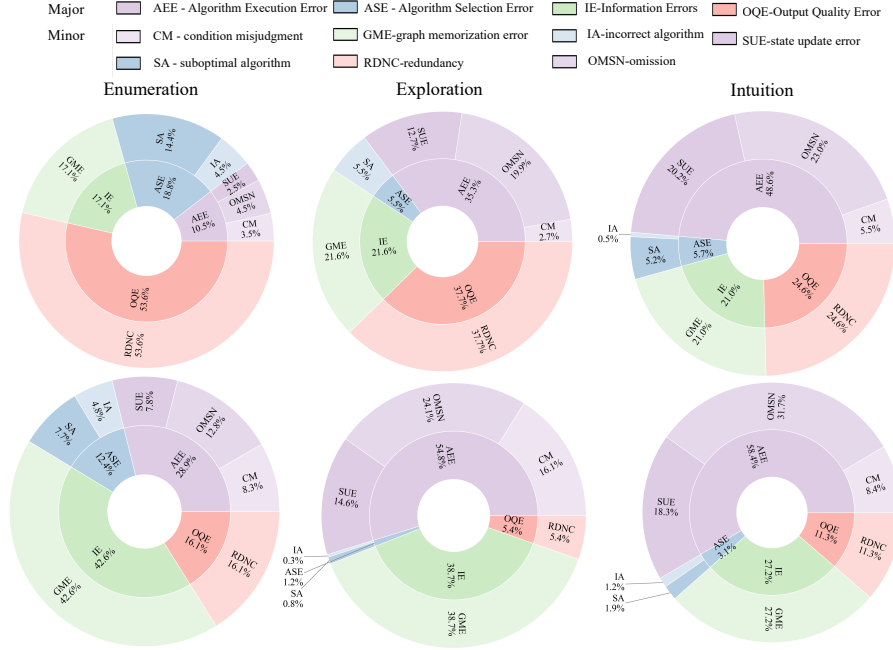 Major
AEE - Algorithm Execution Error
ASE - Algorithm Selection Error
IE-Information Errors
OQE-Output Quality Error
Minor
CM - condition misjudgment
GME-graph memorization error
IA-incorrect algorithm
SUE-state update error
SA - suboptimal algorithm
RDNC-redundancy
OMSN-omission
Enumeration
Exploration
Intuition
SA
14.4%
IA
4.5%
SUE
2.5%
OMSN
4.5%
CM
3.5%
GME
17.1%
IE
17.1%
ASE
18.8%
AEE
10.5%
OQE
53.6%
RDNC
53.6%
SUE
12.7%
OMSN
19.9%
SA
5.5%
ASE
5.5%
AEE
35.3%
CM
2.7%
GME
21.6%
IE
21.6%
OQE
37.7%
RDNC
37.7%
OMSN
23.0%
SUE
20.2%
AEE
48.6%
CM
5.5%
IA
0.5%
SA
5.2%
ASE
5.7%
IE
21.0%
OQE
24.6%
GME
21.0%
RDNC
24.6%
IA
4.8%
SUE
7.8%
OMSN
12.8%
SA
7.7%
ASE
12.4%
AEE
28.9%
CM
8.3%
IE
42.6%
OQE
16.1%
RDNC
16.1%
GME
42.6%
OMSN
24.1%
AEE
54.8%
CM
16.1%
SUE
14.6%
OQE
5.4%
RDNC
5.4%
IA
0.3%
ASE
1.2%
SA
0.8%
IE
38.7%
GME
38.7%
OMSN
31.7%
AEE
58.4%
CM
8.4%
SUE
18.3%
ASE
3.1%
OQE
11.3%
RDNC
11.3%
IA
1.2%
SA
1.9%
IE
27.2%
GME
27.2%